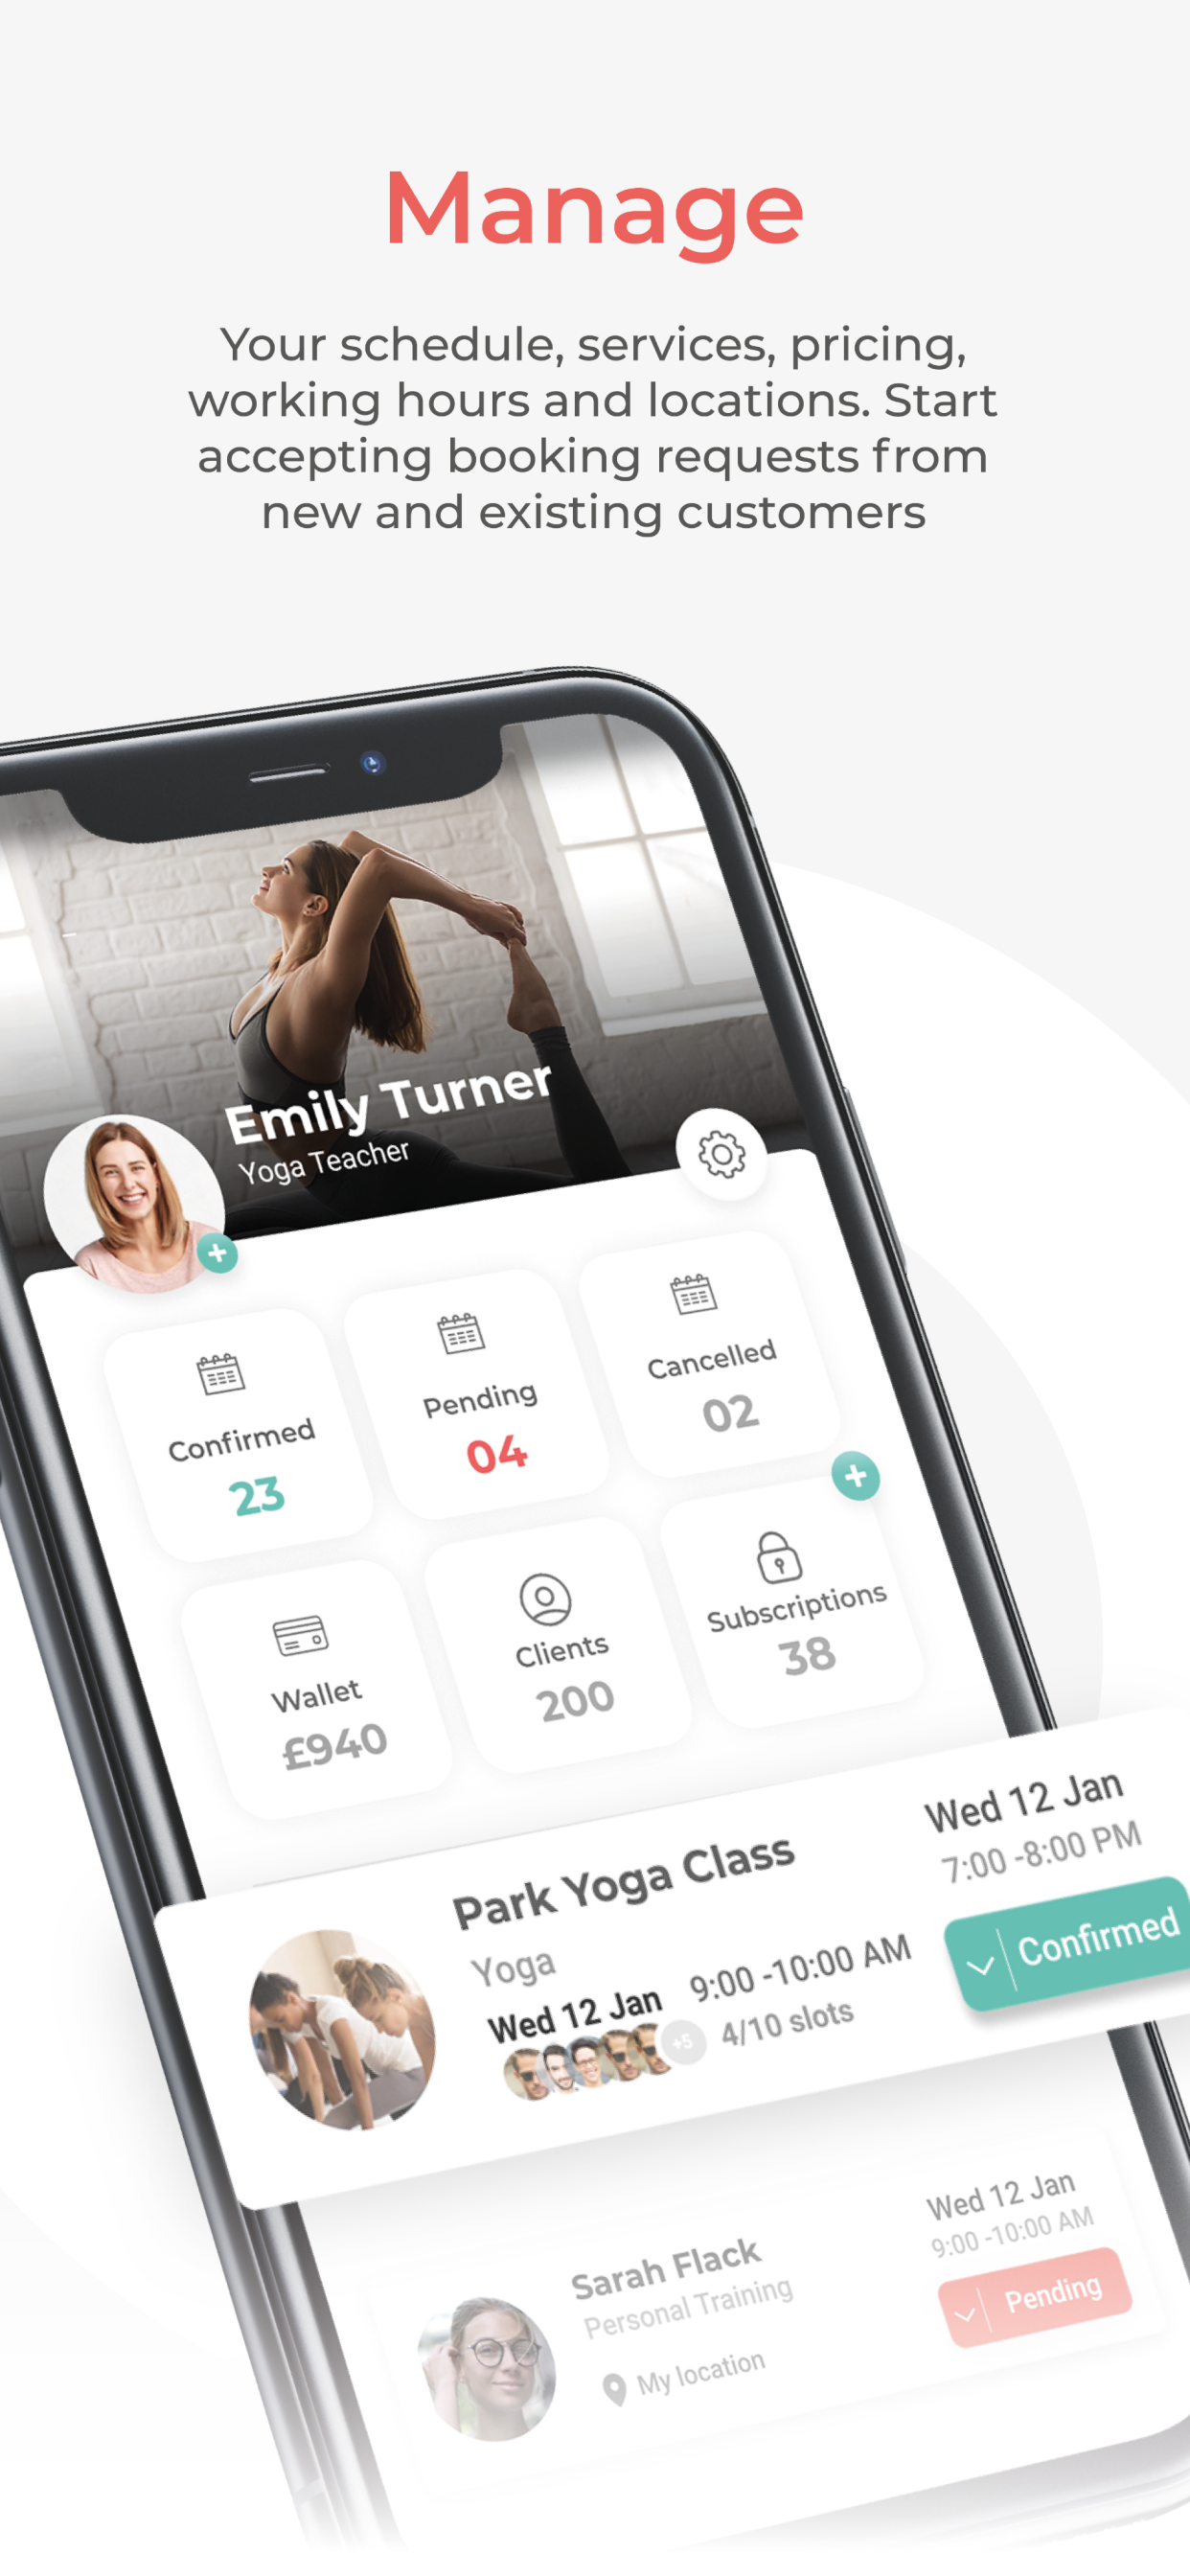 Manage
Your schedule, services, pricing,
working hours and locations. Start
accepting booking requests from
new and existing customers
Emily Turner
Yoga Teacher
Confirmed
23
Pending
04
Cancelled
02
Wallet
£940
Clients
200
Subscriptions
38
Park Yoga Class
Yoga
Wed 12 Jan 9:00 -10:00 AM
+5 4/10 slots
Wed 12 Jan
7:00 -8:00 PM
Confirmed
Sarah Flack
Personal Training
My location
Wed 12 Jan
9:00 -10:00 AM
Pending